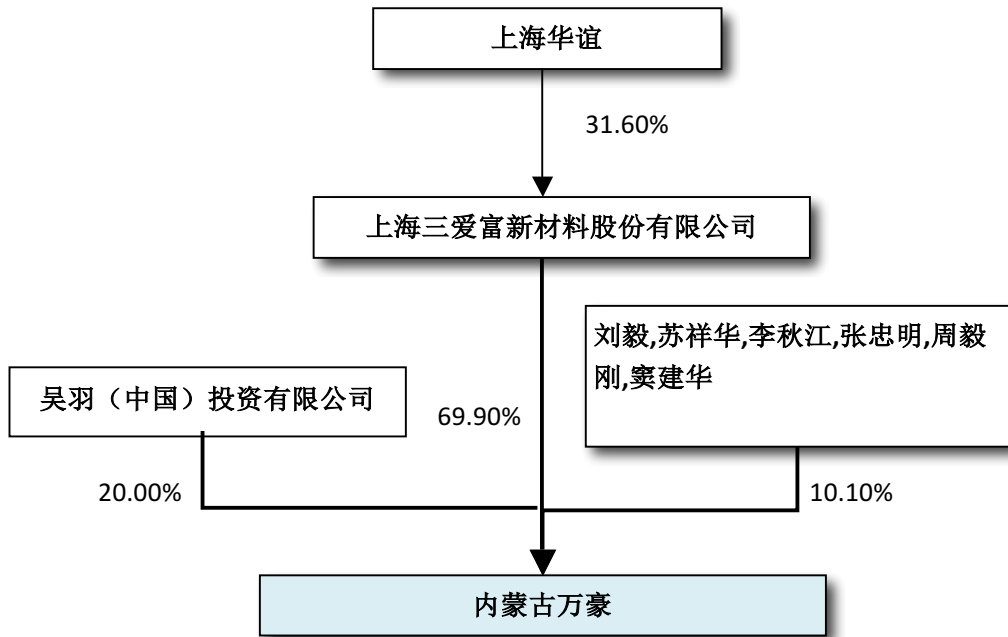 上海华谊
31.60%
上海三爱富新材料股份有限公司
刘毅,苏祥华,李秋江,张忠明,周毅
刚,窦建华
吴羽（中国）投资有限公司
69.90%
20.00%
10.10%
内蒙古万豪